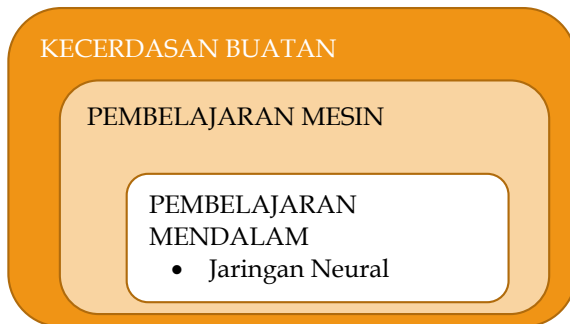 KECERDASAN BUATAN
PEMBELAJARAN MESIN
PEMBELAJARAN
MENDALAM
• Jaringan Neural